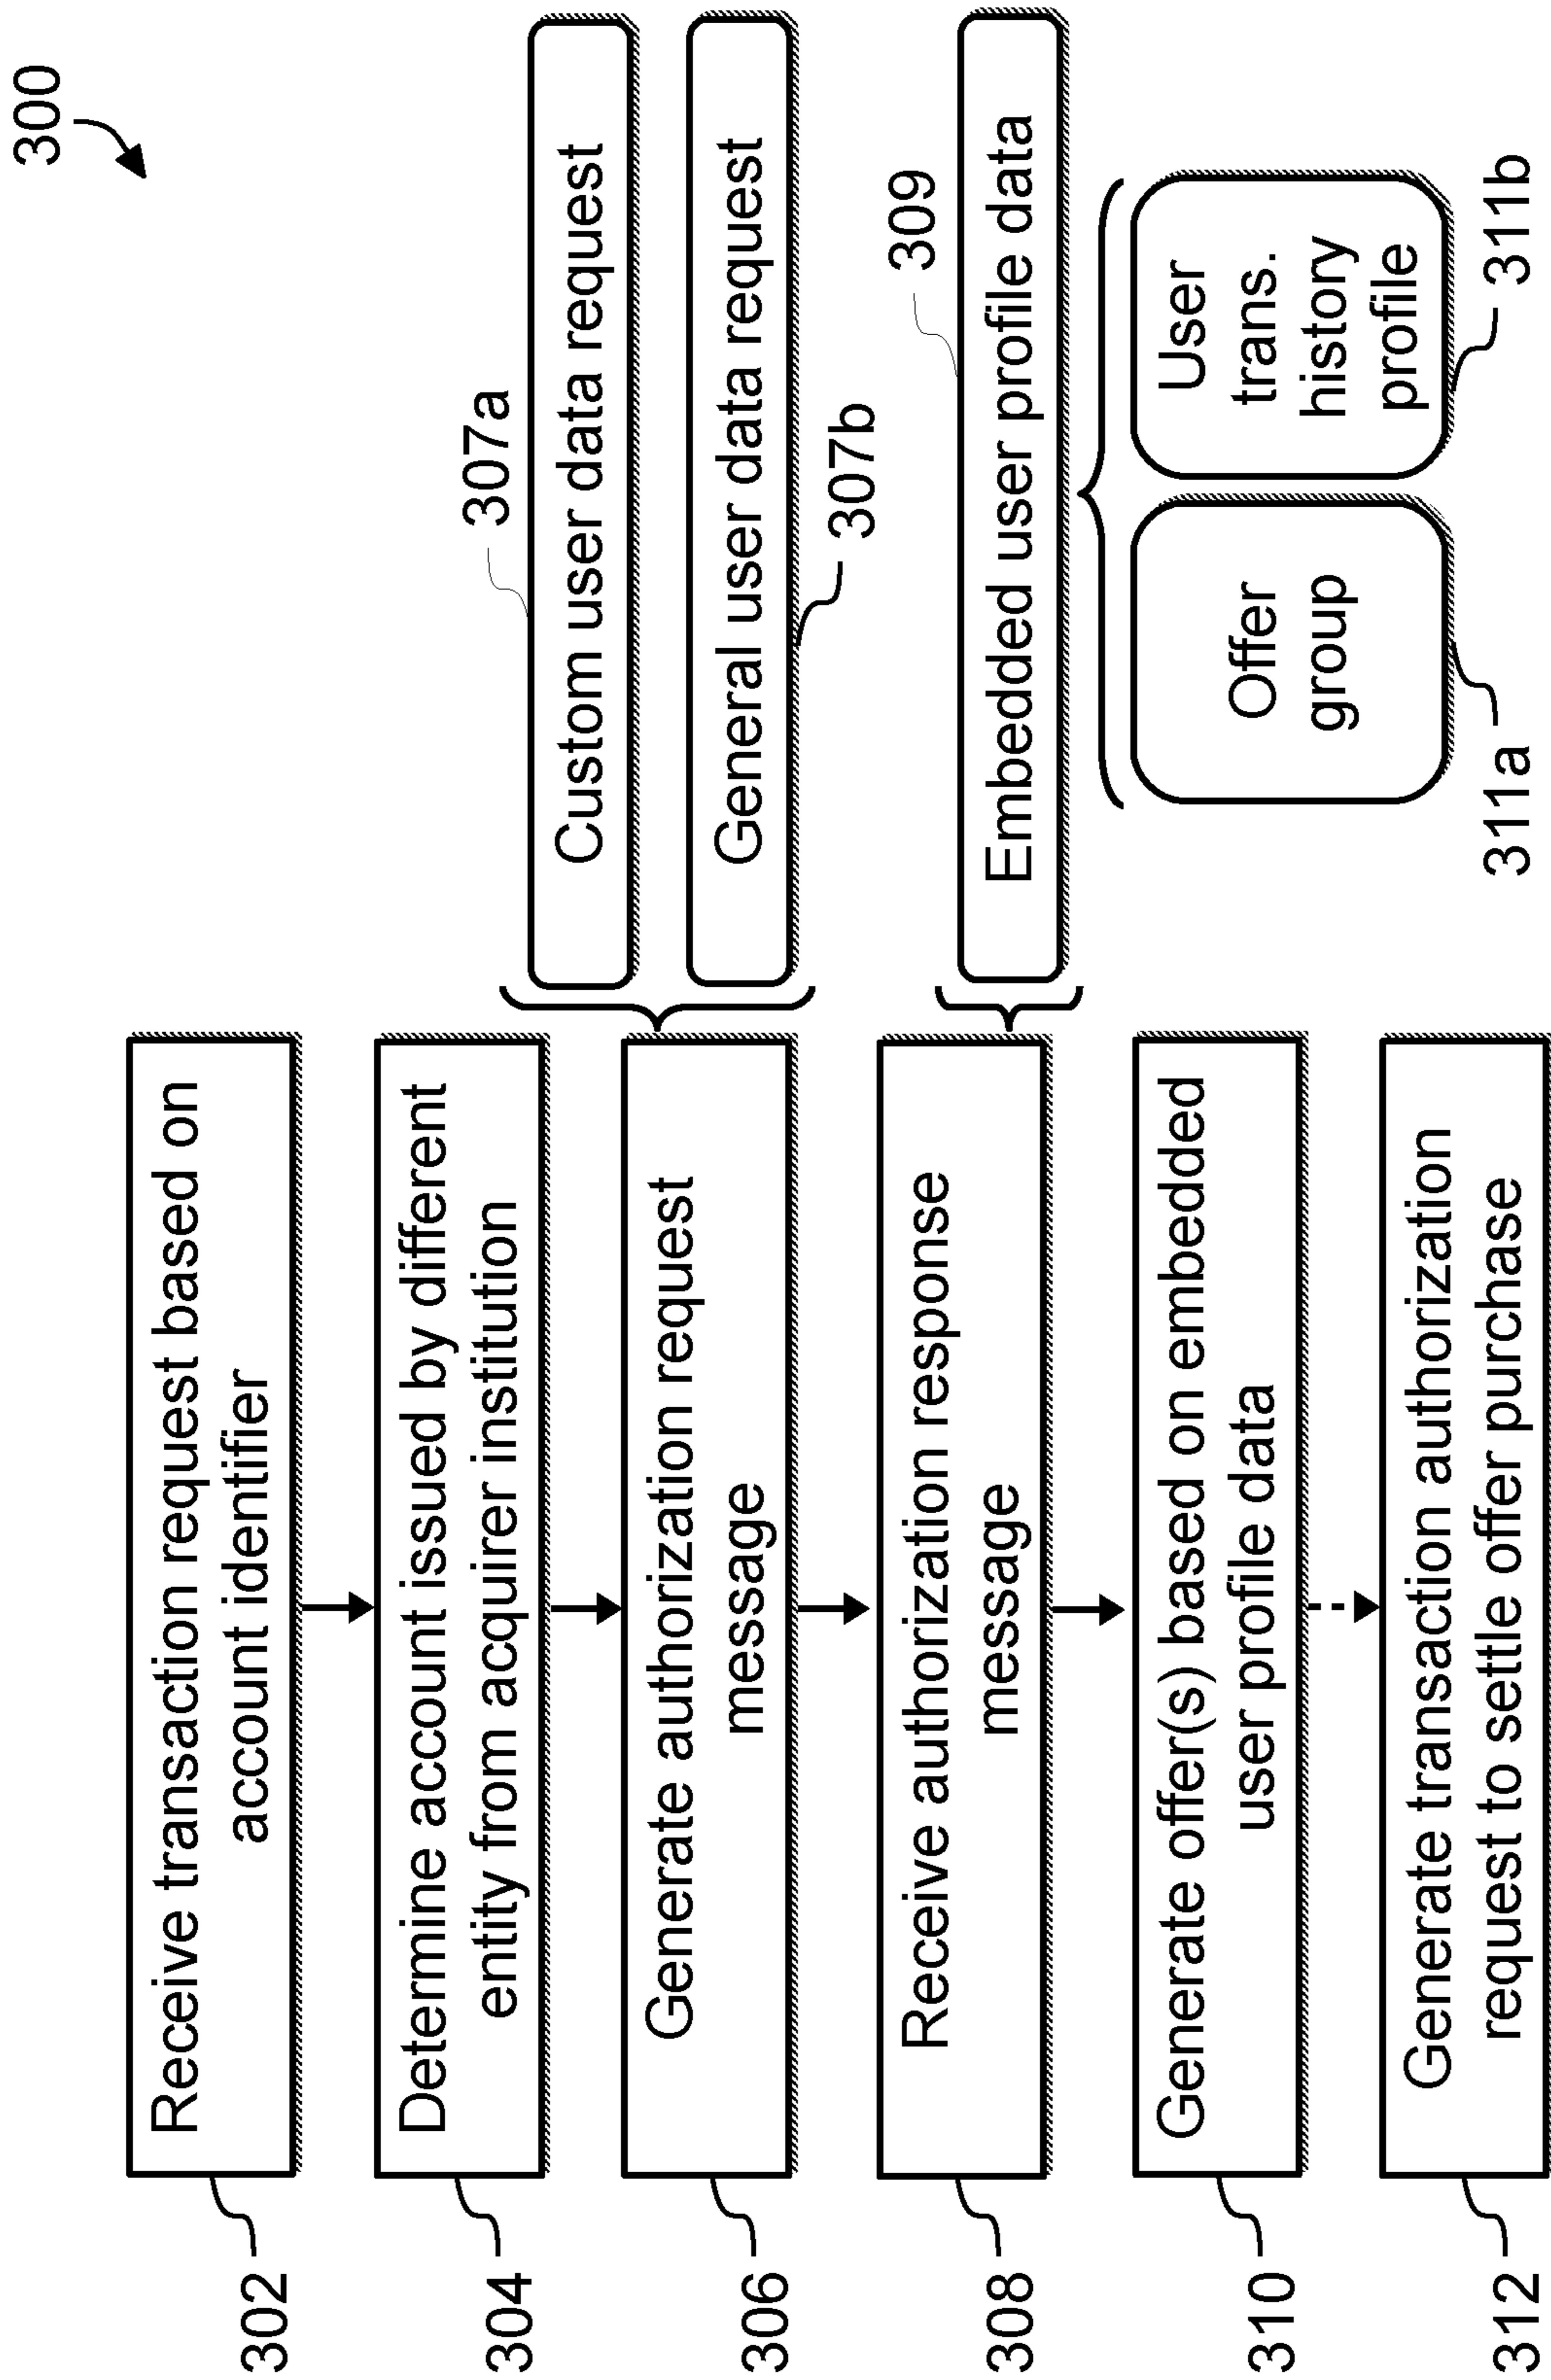 300
302
Receive transaction request based on
account identifier
304
Determine account issued by different
entity from acquirer institution
307a
Custom user data request
306
Generate authorization request
message
General user data request
307b
308
Receive authorization response
message
309
Embedded user profile data
310
Generate offer(s) based on embedded
user profile data
Offer
group
311a
User
trans.
history
profile
311b
312
Generate transaction authorization
request to settle offer purchase